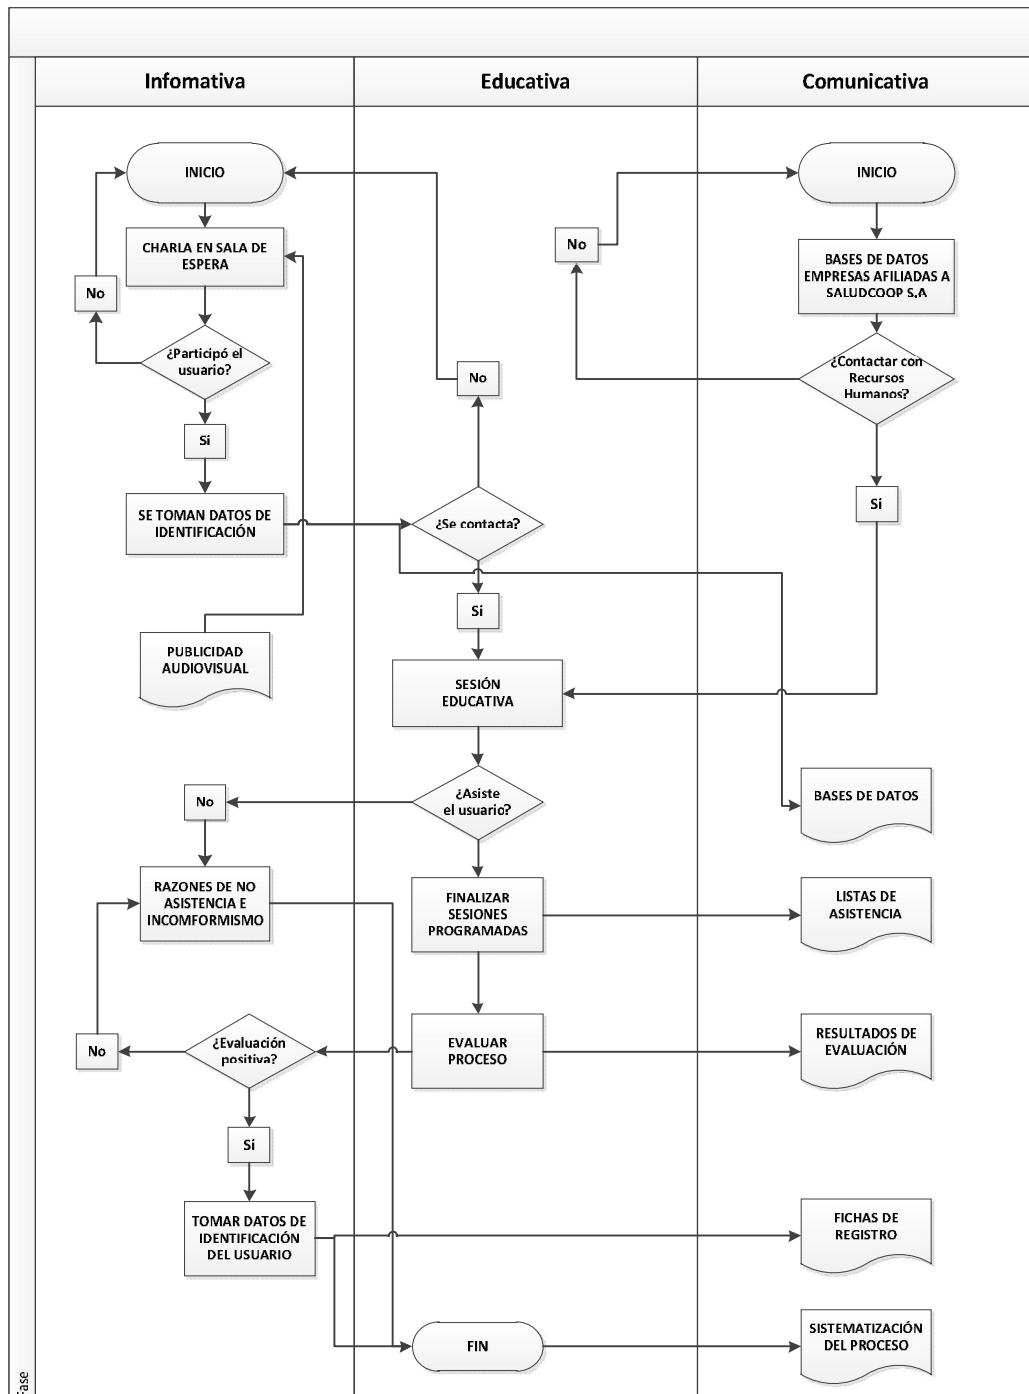 Infomativa
Educativa
Comunicativa
INICIO
INICIO
CHARLA EN SALA DE
ESPERA
No
BASES DE DATOS
EMPRESAS AFILIADAS A
SALUDCOOP S.A
No
¿Participó el
usuario?
No
¿Contactar con
Recursos
Humanos?
Si
Si
SE TOMAN DATOS DE
IDENTIFICACIÓN
¿Se contacta?
Si
PUBLICIDAD
AUDIOVISUAL
SESIÓN
EDUCATIVA
No
¿Asiste
el usuario?
BASES DE DATOS
RAZONES DE NO
ASISTENCIA E
INCOMFORMISMO
FINALIZAR
SESIONES
PROGRAMADAS
LISTAS DE
ASISTENCIA
No
¿Evaluación
positiva?
EVALUAR
PROCESO
RESULTADOS DE
EVALUACIÓN
Si
TOMAR DATOS DE
IDENTIFICACIÓN
DEL USUARIO
FICHAS DE
REGISTRO
FIN
SISTEMATIZACIÓN
DEL PROCESO
Fase